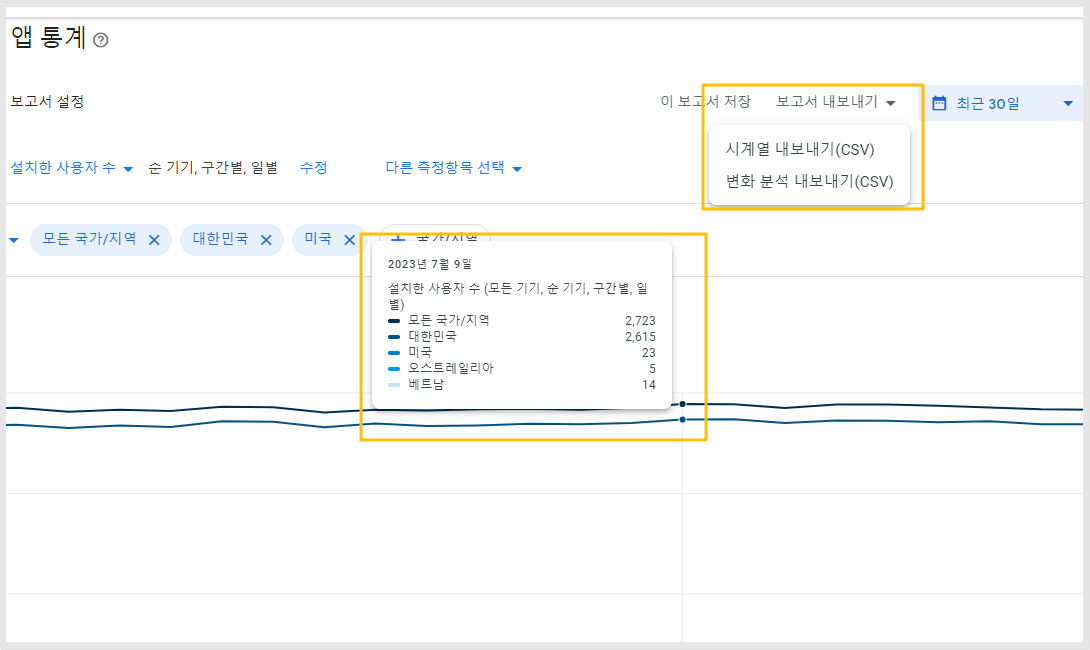 앱 통계
보고서 설정
이 보고서 저장
보고서 내보내기
최근 30일
시계열 내보내기(CSV)
변화 분석 내보내기(CSV)
설치한 사용자 수
순 기기, 구간별, 일별
수정
다른 측정항목 선택
모든 국가/지역
대한민국
미국
국가/지역
2023년 7월 9일
설치한 사용자 수 (모든 기기, 순 기기, 구간별, 일
별)
모든 국가/지역 2,723
대한민국 2,615
미국 23
오스트레일리아 5
베트남 14